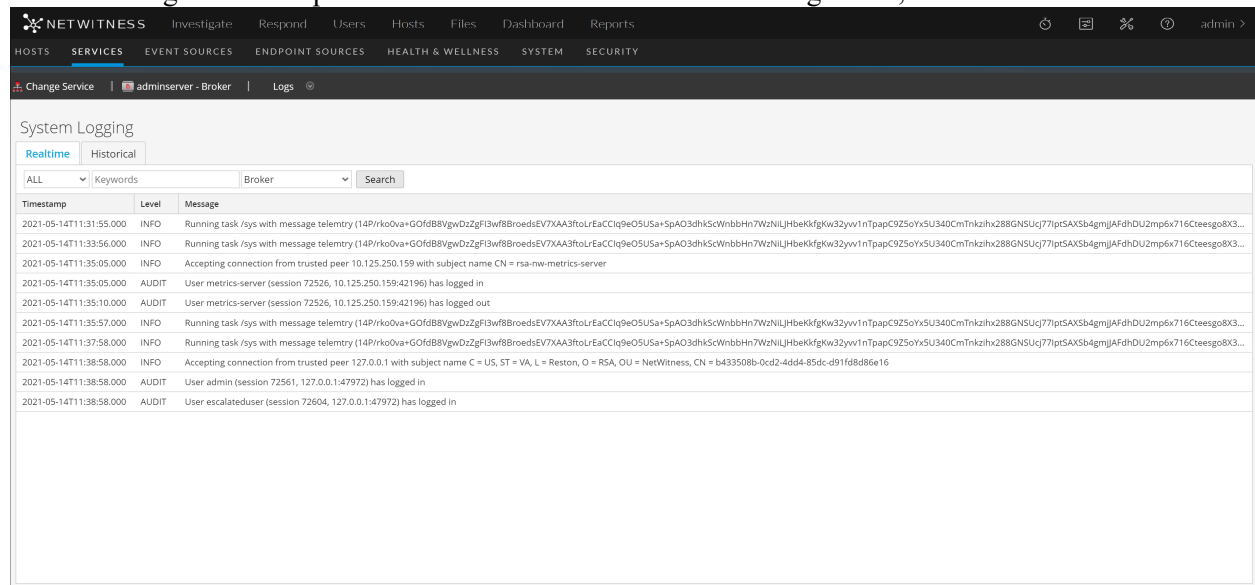 NETWITNESS Investigate Respond Users Hosts Files Dashboard Reports admin >
HOSTS SERVICES EVENT SOURCES ENDPOINT SOURCES HEALTH & WELLNESS SYSTEM SECURITY
Change Service | adminserver - Broker | Logs
System Logging
Realtime Historical
ALL Keywords Broker Search
Timestamp Level Message
2021-05-14T11:31:55.000 INFO Running task /sys with message telemtry
2021-05-14T11:33:56.000 INFO Running task /sys with message telemtry
2021-05-14T11:35:05.000 INFO Accepting connection from trusted peer 10.125.250.159 with subject name CN = rsa-nw-metrics-server
2021-05-14T11:35:05.000 AUDIT User metrics-server (session 72526, 10.125.250.159:42196) has logged in
2021-05-14T11:35:10.000 AUDIT User metrics-server (session 72526, 10.125.250.159:42196) has logged out
2021-05-14T11:35:57.000 INFO Running task /sys with message telemtry
2021-05-14T11:37:58.000 INFO Running task /sys with message telemtry
2021-05-14T11:38:58.000 INFO Accepting connection from trusted peer 127.0.0.1 with subject name C = US, ST = VA, L = Reston, O = RSA, OU = NetWitness, CN = b433508b-0cd2-4dd4-85dc-d91fd8d86e16
2021-05-14T11:38:58.000 AUDIT User admin (session 72561, 127.0.0.1:47972) has logged in
2021-05-14T11:38:58.000 AUDIT User escalateduser (session 72604, 127.0.0.1:47972) has logged in